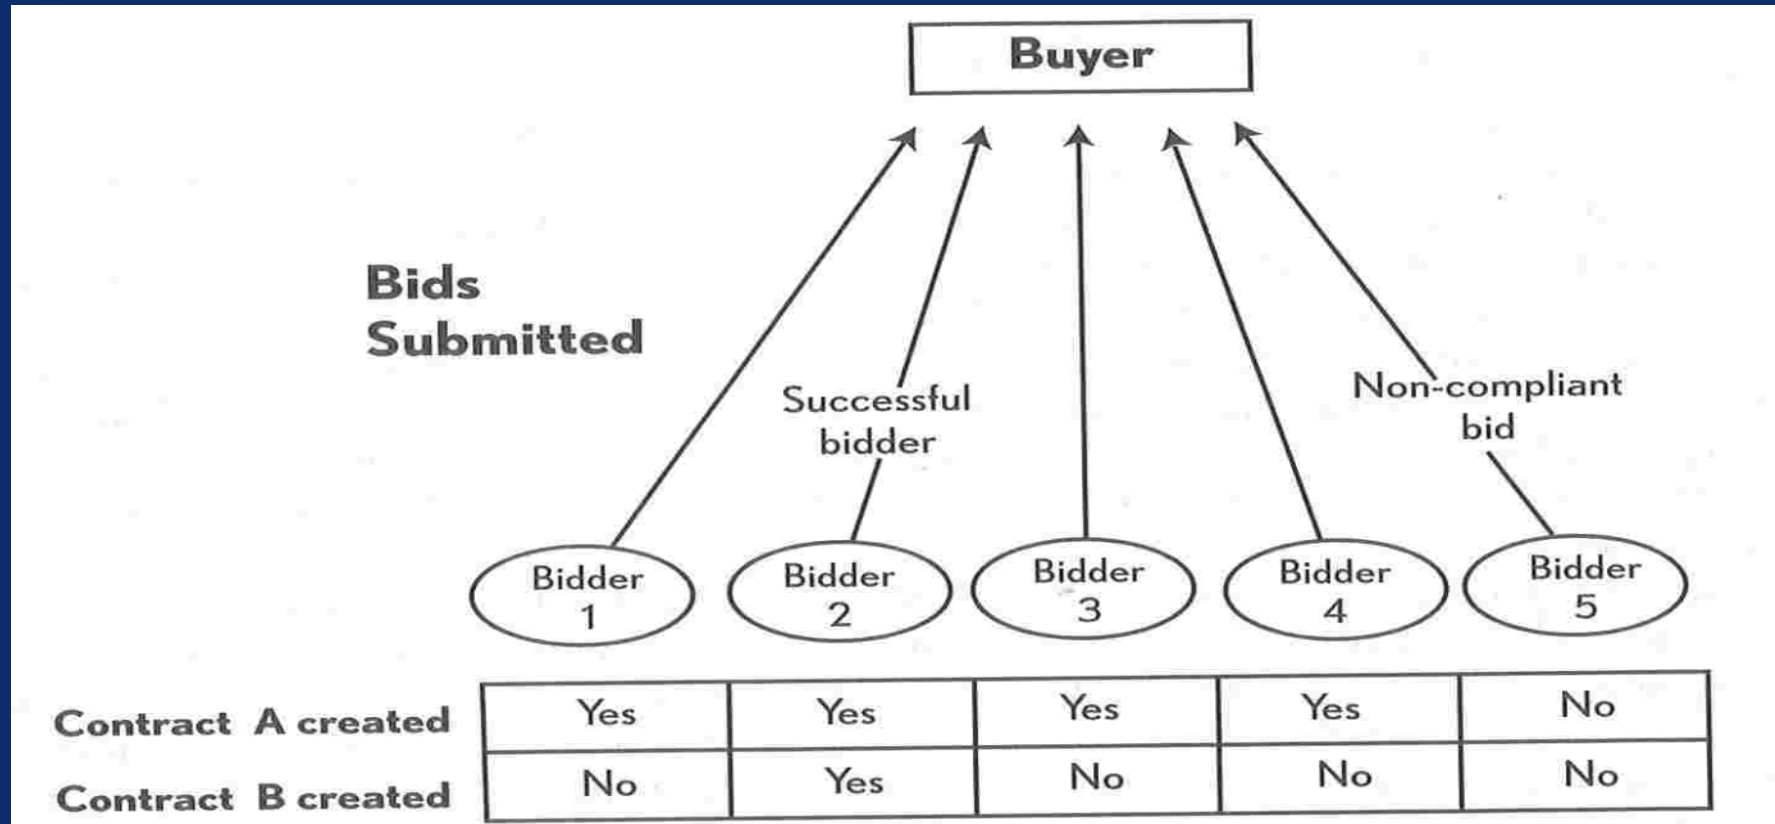 Buyer
Bids
Submitted
Successful
bidder
Non-compliant
bid
Bidder
1
Bidder
2
Bidder
3
Bidder
4
Bidder
5
Contract A created Yes Yes Yes Yes No
Contract B created No Yes No No No